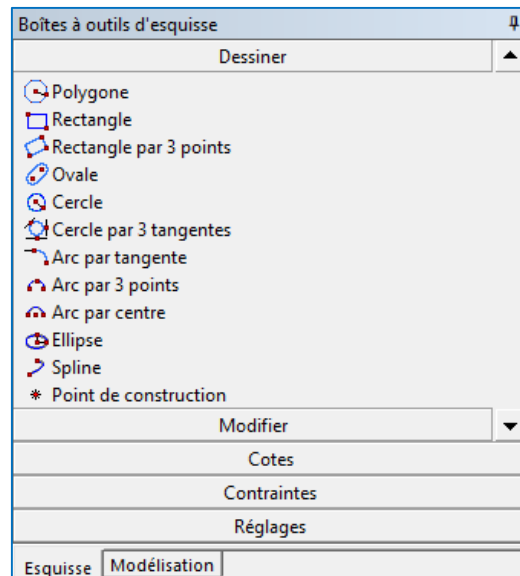 Boîtes à outils d'esquisse
Dessiner
Polygone
Rectangle
Rectangle par 3 points
Ovale
Cercle
Cercle par 3 tangentes
Arc par tangente
Arc par 3 points
Arc par centre
Ellipse
Spline
Point de construction
Modifier
Cotes
Contraintes
Réglages
Esquisse Modélisation